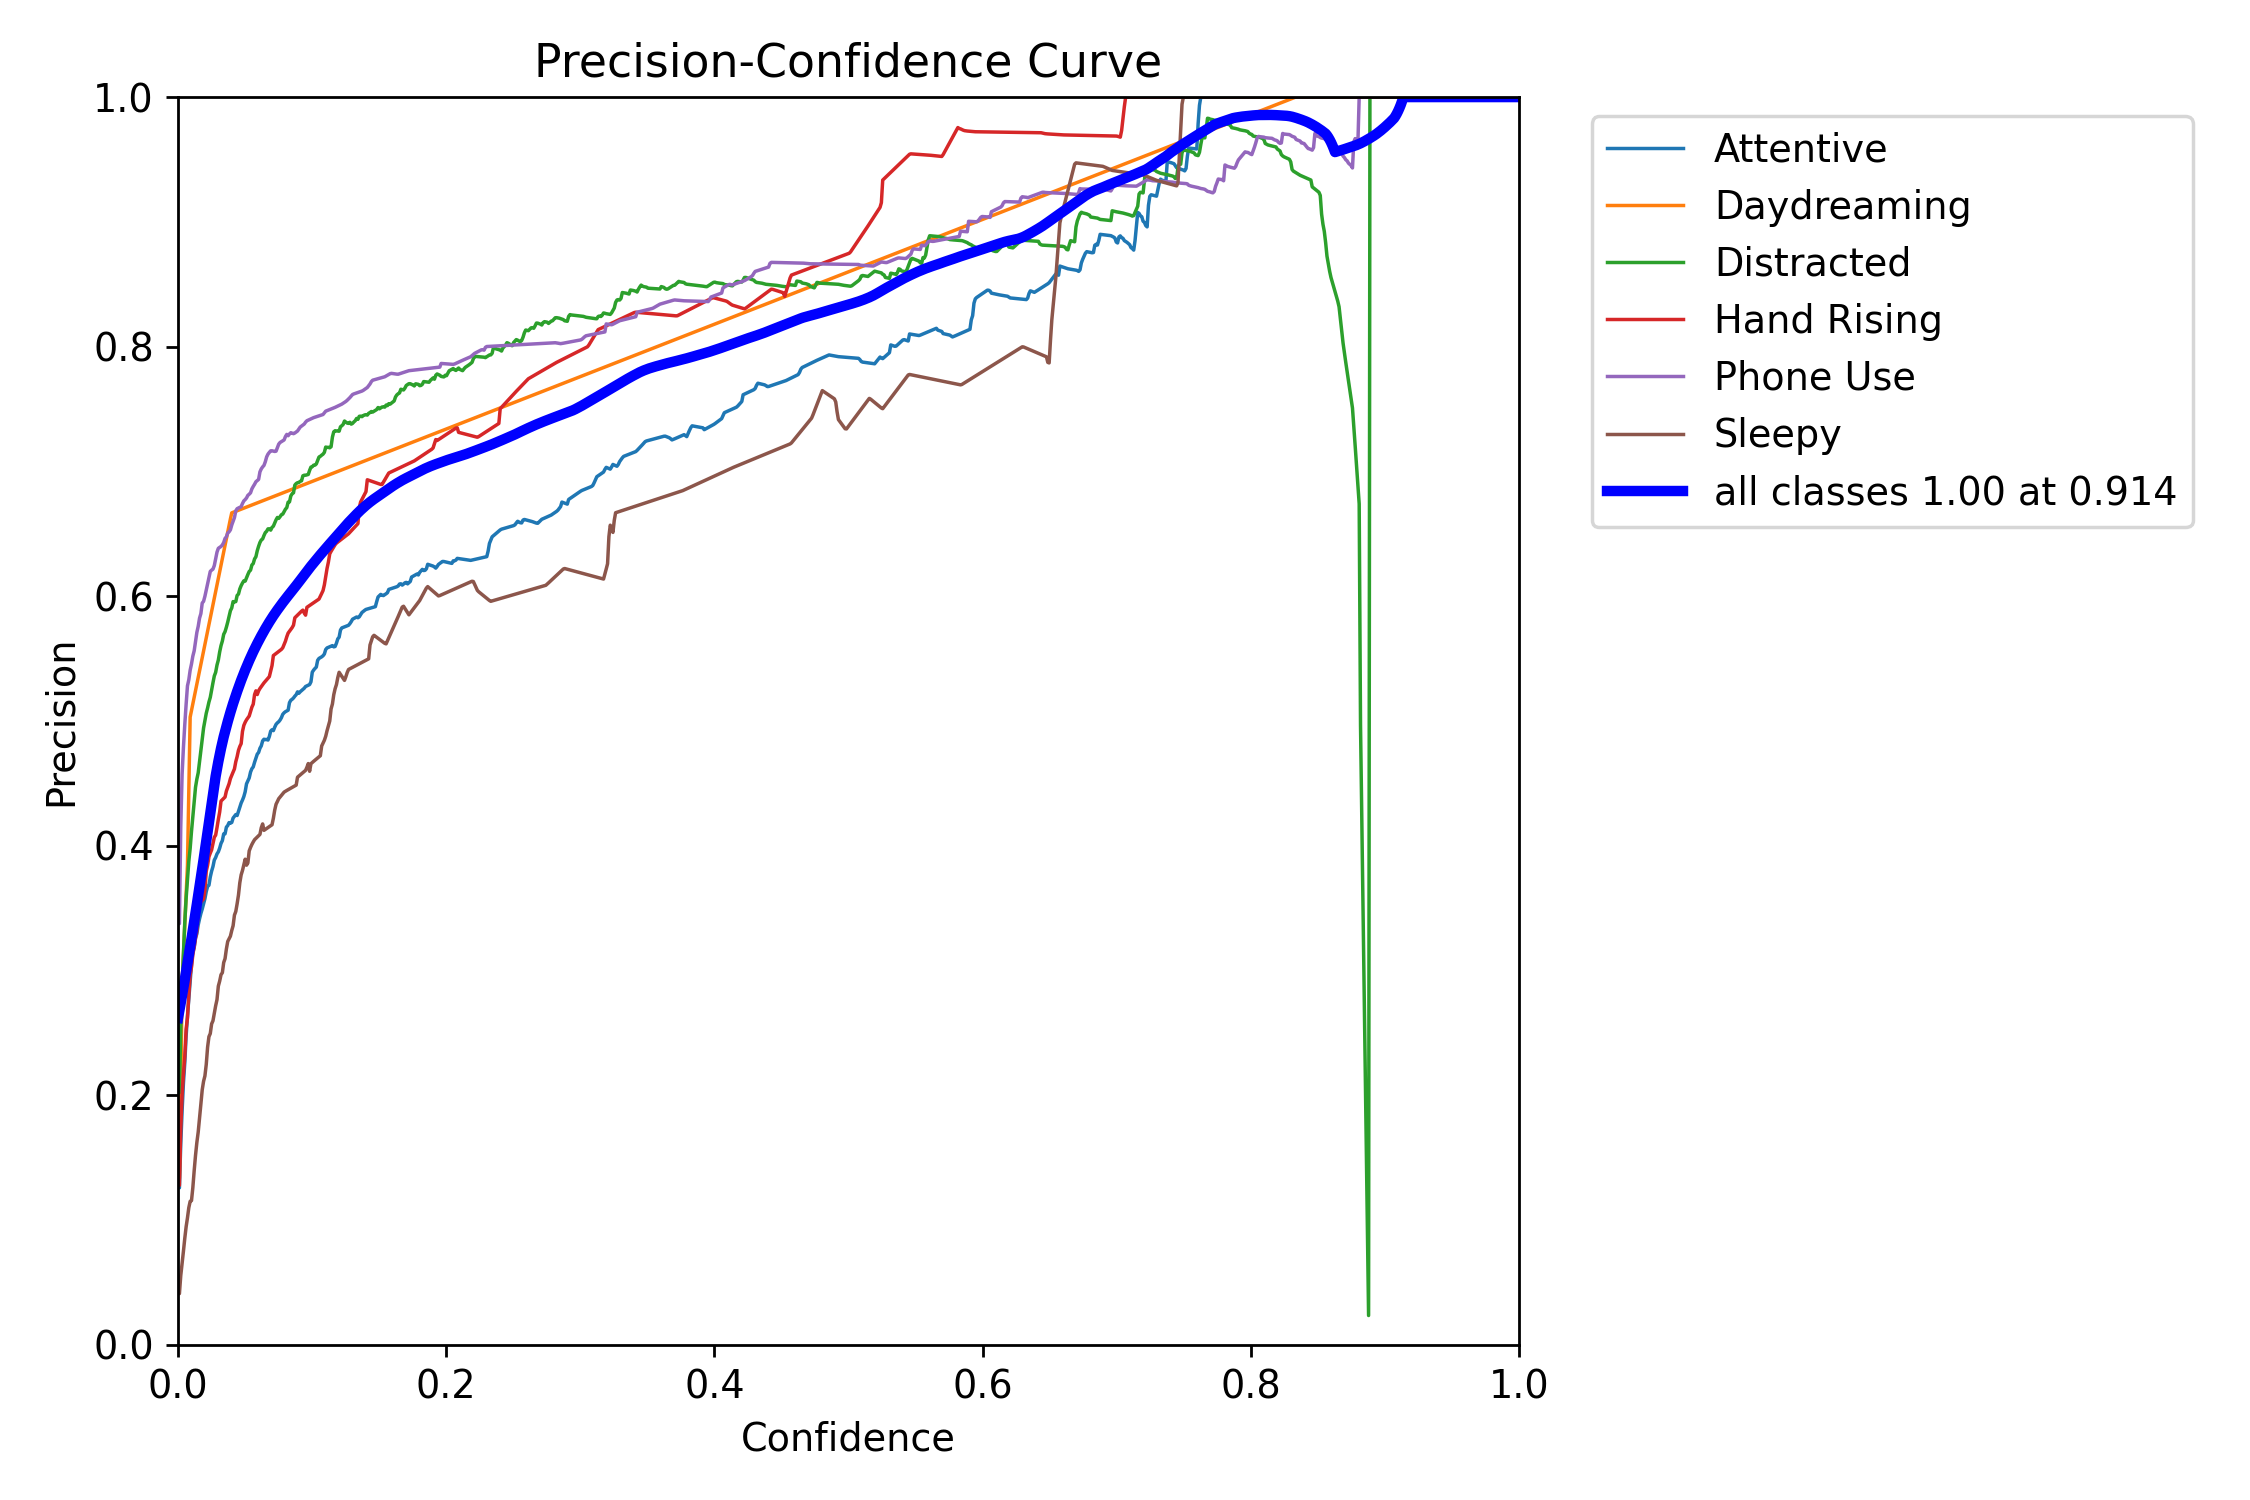 Precision-Confidence Curve
1.0
0.8
0.6
0.4
0.2
0.0
Precision
0.0 0.2 0.4 0.6 0.8 1.0
Confidence
Attentive
Daydreaming
Distracted
Hand Rising
Phone Use
Sleepy
all classes 1.00 at 0.914